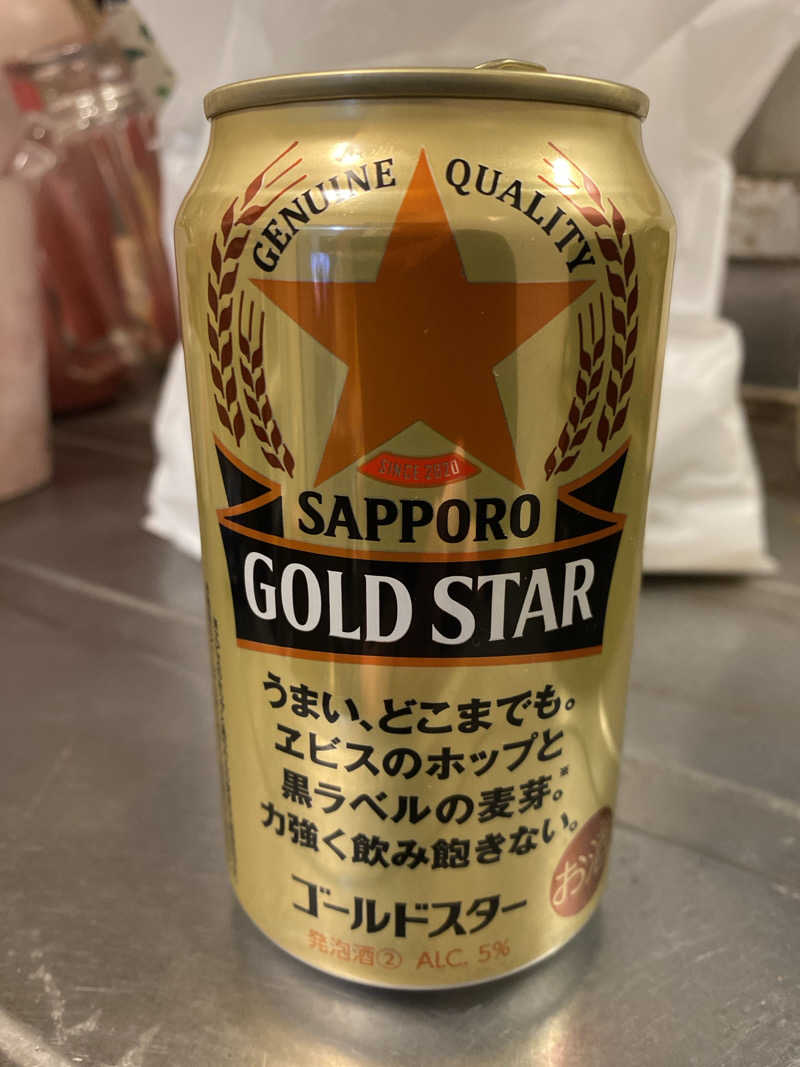 GENUINE QUALITY
SINCE 2020
SAPPORO
GOLD STAR
うまい、どこまでも。
ヱビスのホップと
黒ラベルの麦芽。※
力強く飲み飽きない。
お酒
ゴールドスター
発泡酒② ALC. 5%